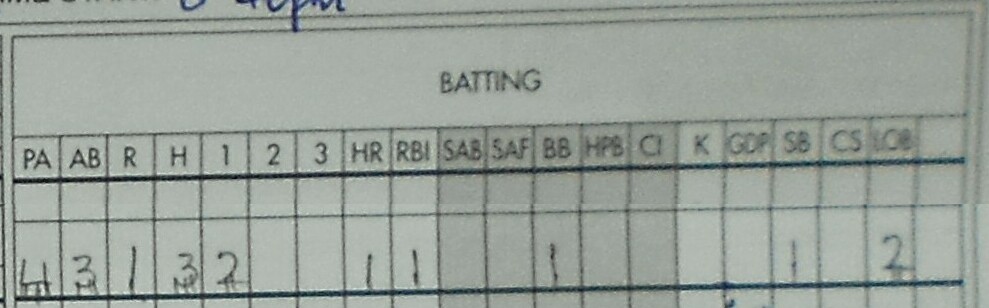 BATTING
PA AB R H 1 2 3 HR RBI SAB SAF BB HPB CI K GDP SB CS LOB
4 3 1 3 2 1 1 1 1 2